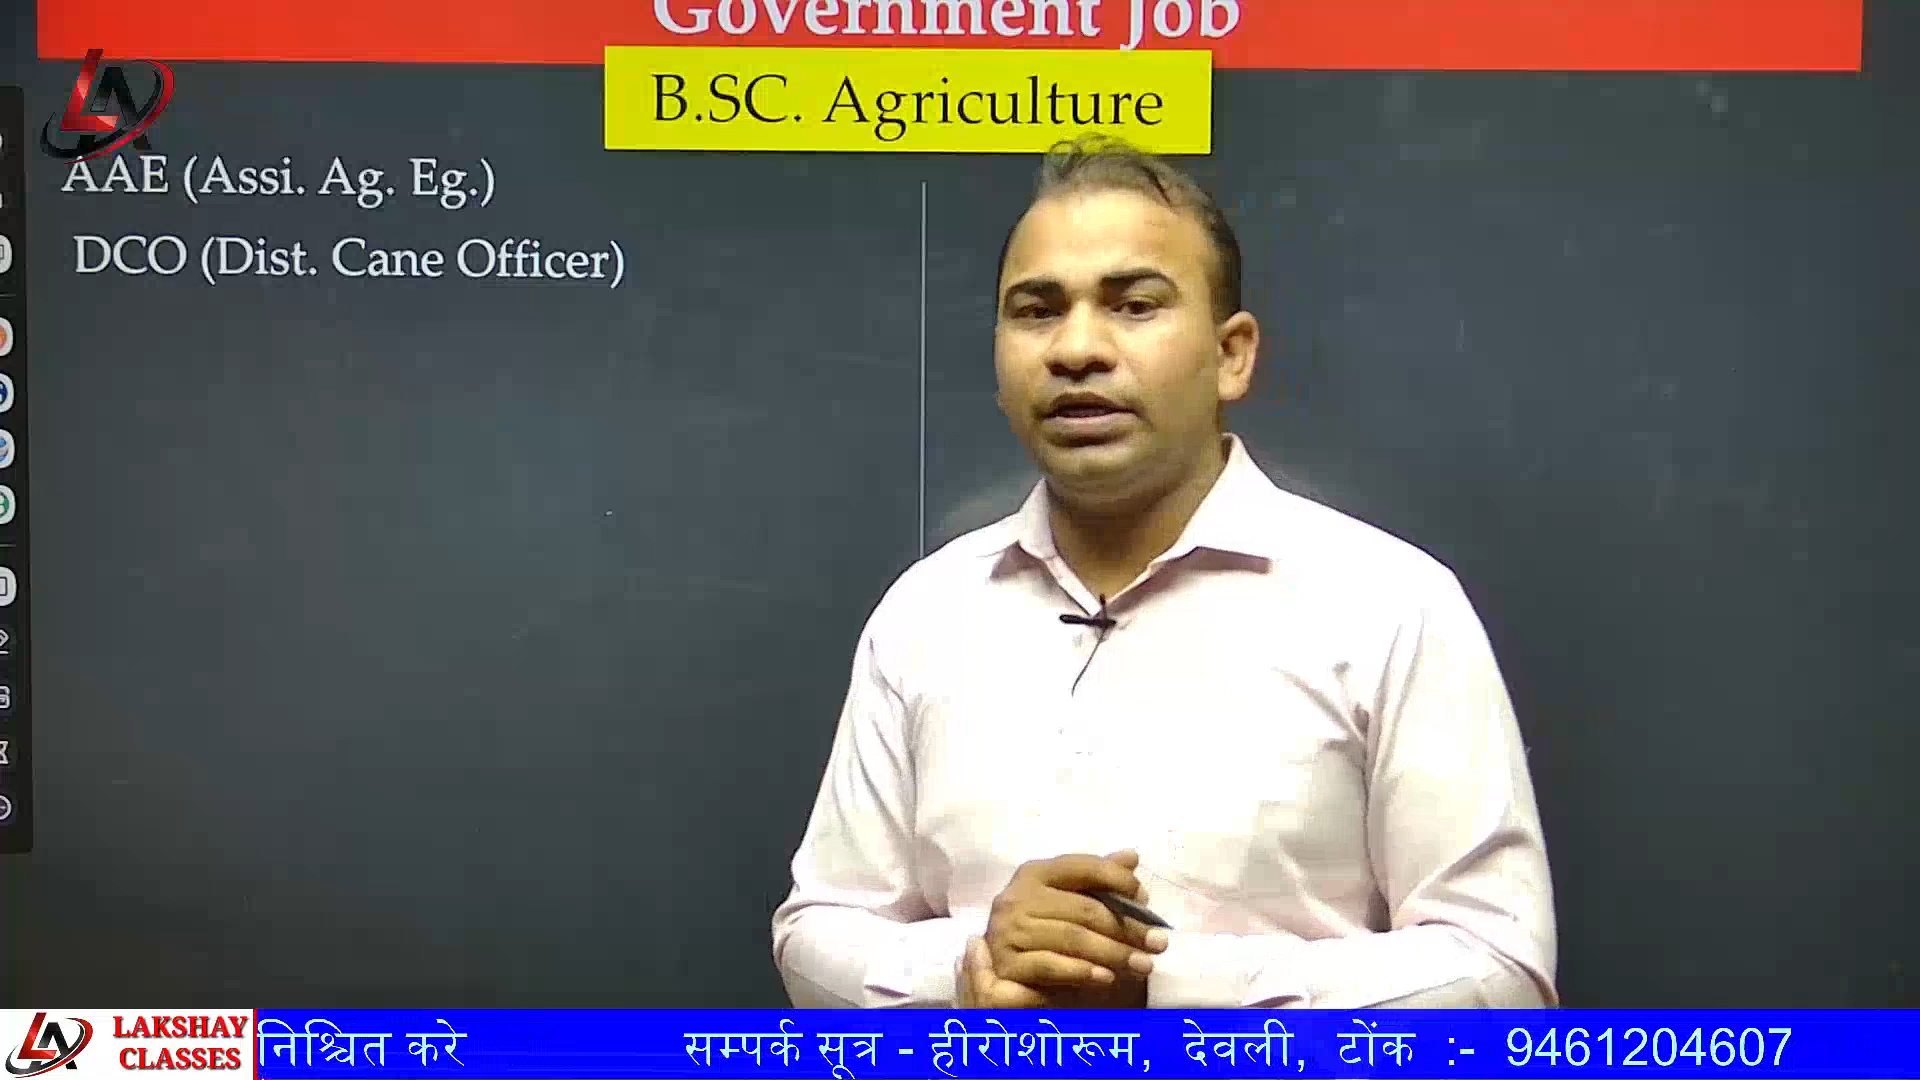 Government Job
B.SC. Agriculture
AAE (Assi. Ag. Eg.)
DCO (Dist. Cane Officer)
LAKSHAY
CLASSES
निश्चित करे सम्पर्क सूत्र - हीरोशोरूम, देवली, टोंक :- 9461204607